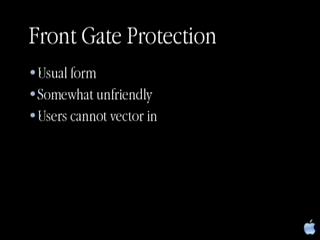 Front Gate Protection
•Usual form
•Somewhat unfriendly
•Users cannot vector in